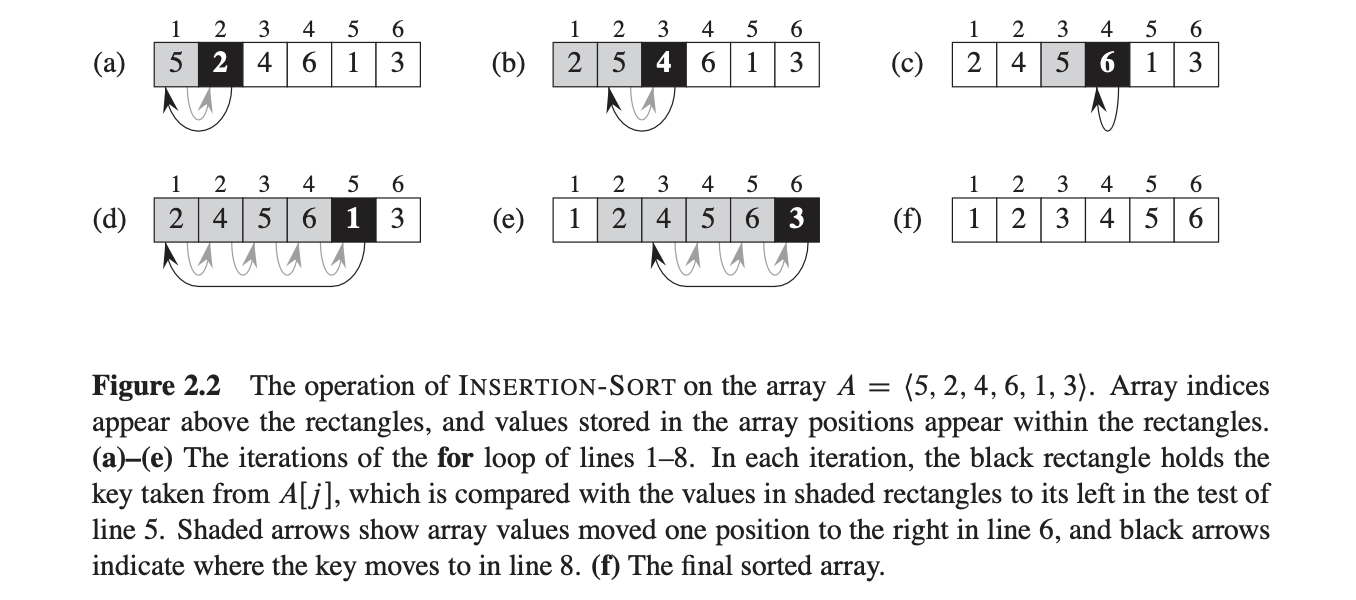 1 2 3 4 5 6 1 2 3 4 5 6 1 2 3 4 5 6
(a) 5 2 4 6 1 3 (b) 2 5 4 6 1 3 (c) 2 4 5 6 1 3
1 2 3 4 5 6 1 2 3 4 5 6 1 2 3 4 5 6
(d) 2 4 5 6 1 3 (e) 1 2 4 5 6 3 (f) 1 2 3 4 5 6
Figure 2.2 The operation of INSERTION-SORT on the array A = ⟨5, 2, 4, 6, 1, 3⟩. Array indices
appear above the rectangles, and values stored in the array positions appear within the rectangles.
(a)–(e) The iterations of the for loop of lines 1–8. In each iteration, the black rectangle holds the
key taken from A[j], which is compared with the values in shaded rectangles to its left in the test of
line 5. Shaded arrows show array values moved one position to the right in line 6, and black arrows
indicate where the key moves to in line 8. (f) The final sorted array.